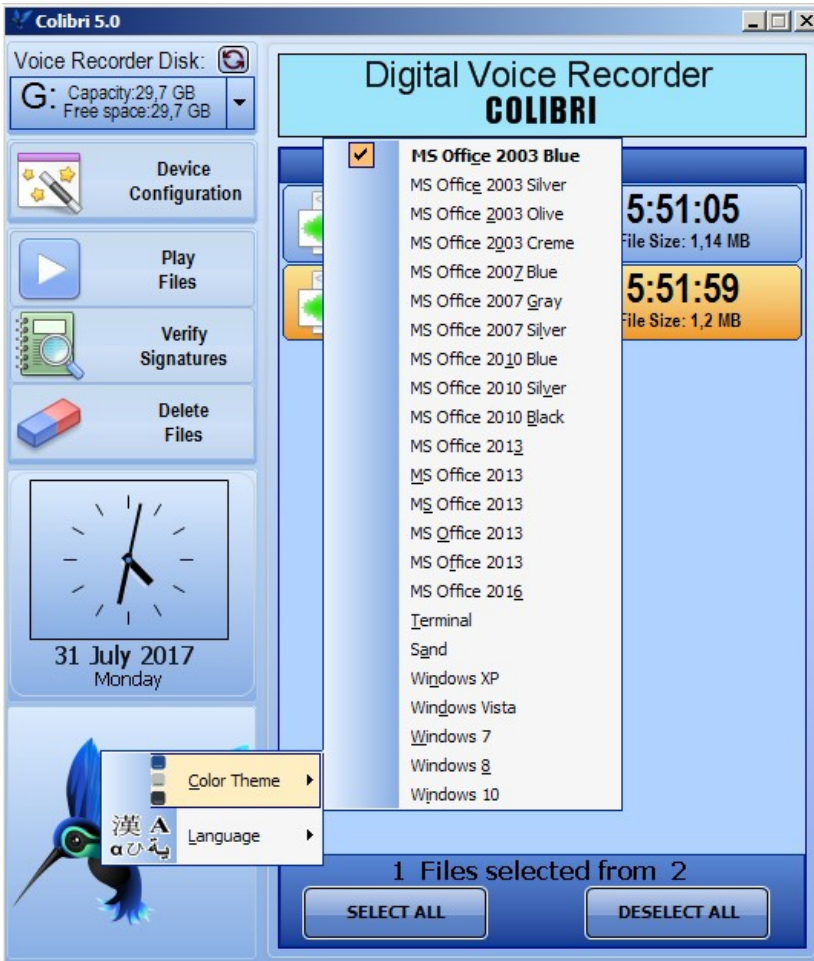 Colibri 5.0
Voice Recorder Disk:
G: Capacity:29,7 GB
Free space:29,7 GB
Device
Configuration
Play
Files
Verify
Signatures
Delete
Files
31 July 2017
Monday
Color Theme
漢 A
α ひ ية
Language
Digital Voice Recorder
COLIBRI
MS Office 2003 Blue
MS Office 2003 Silver
MS Office 2003 Olive
MS Office 2003 Creme
MS Office 2007 Blue
MS Office 2007 Gray
MS Office 2007 Silver
MS Office 2010 Blue
MS Office 2010 Silver
MS Office 2010 Black
MS Office 2013
MS Office 2013
MS Office 2013
MS Office 2013
MS Office 2013
MS Office 2016
Terminal
Sand
Windows XP
Windows Vista
Windows 7
Windows 8
Windows 10
5:51:05
File Size: 1,14 MB
5:51:59
File Size: 1,2 MB
1 Files selected from 2
SELECT ALL
DESELECT ALL